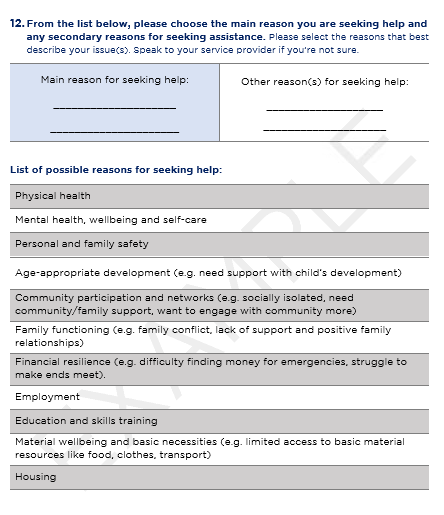 12. From the list below, please choose the main reason you are seeking help and
any secondary reasons for seeking assistance. Please select the reasons that best
describe your issue(s). Speak to your service provider if you're not sure.
Main reason for seeking help:
Other reason(s) for seeking help:
List of possible reasons for seeking help:
Physical health
Mental health, wellbeing and self-care
Personal and family safety
Age-appropriate development (e.g. need support with child's development)
Community participation and networks (e.g. socially isolated, need
community/family support, want to engage with community more)
Family functioning (e.g. family conflict, lack of support and positive family
relationships)
Financial resilience (e.g. difficulty finding money for emergencies, struggle to
make ends meet).
Employment
Education and skills training
Material wellbeing and basic necessities (e.g. limited access to basic material
resources like food, clothes, transport)
Housing
EXAMPLE